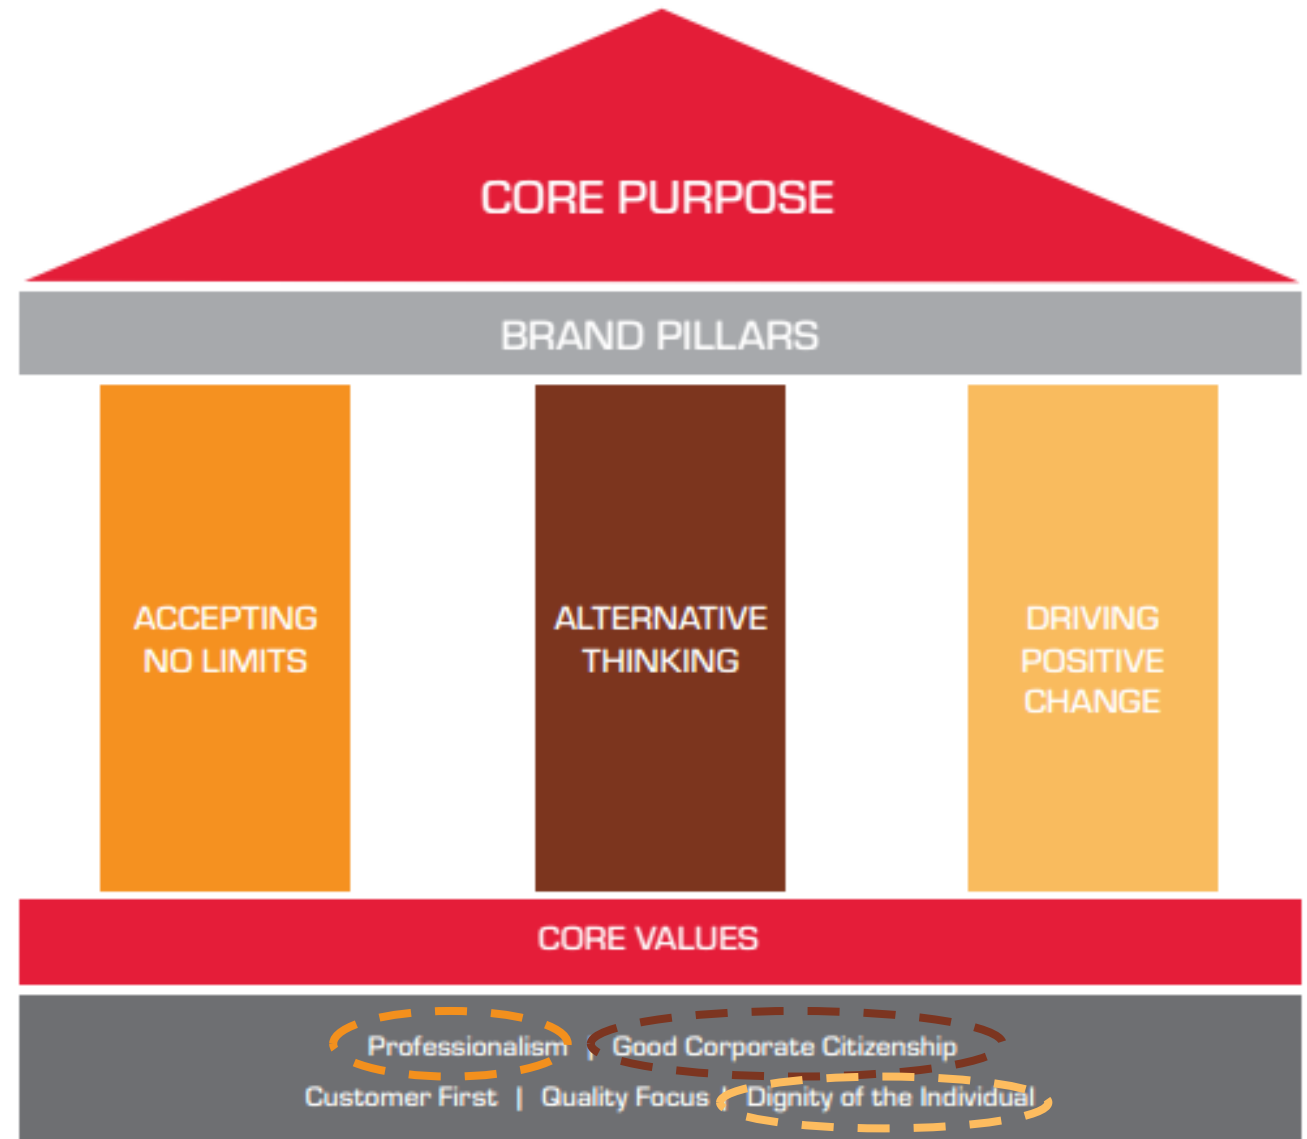 CORE PURPOSE
BRAND PILLARS
ACCEPTING
NO LIMITS
ALTERNATIVE
THINKING
DRIVING
POSITIVE
CHANGE
CORE VALUES
Professionalism | Good Corporate Citizenship
Customer First | Quality Focus | Dignity of the Individual